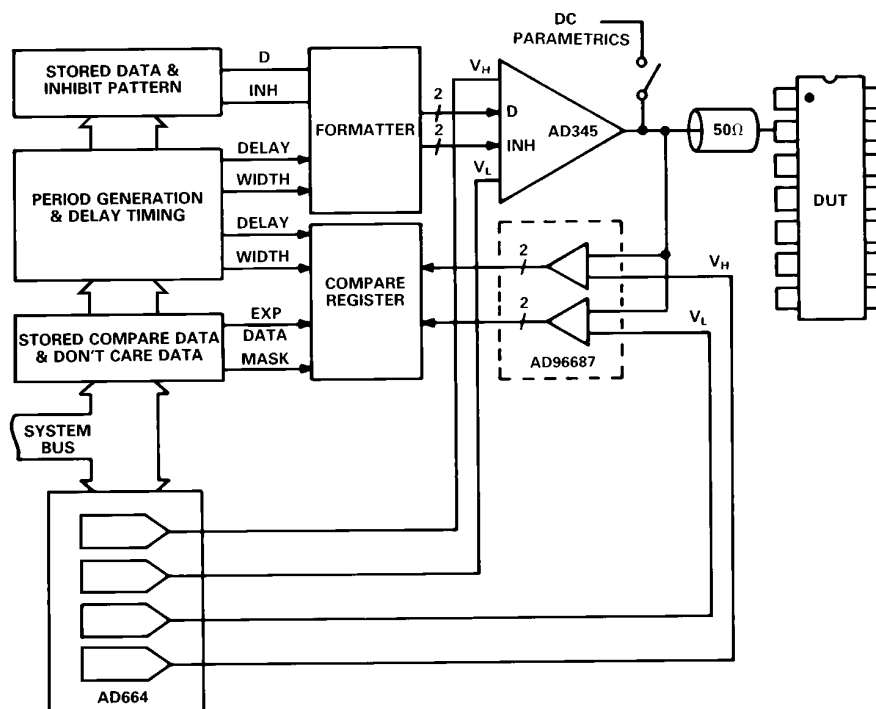 DC
PARAMETRICS
STORED DATA &
INHIBIT PATTERN
D
INH
FORMATTER
2
2
VH
D
INH
VL
AD345
50Ω
DUT
PERIOD GENERATION
& DELAY TIMING
DELAY
WIDTH
DELAY
WIDTH
COMPARE
REGISTER
2
2
VH
VL
AD96687
STORED COMPARE DATA
& DON'T CARE DATA
EXP
DATA
MASK
SYSTEM
BUS
AD664